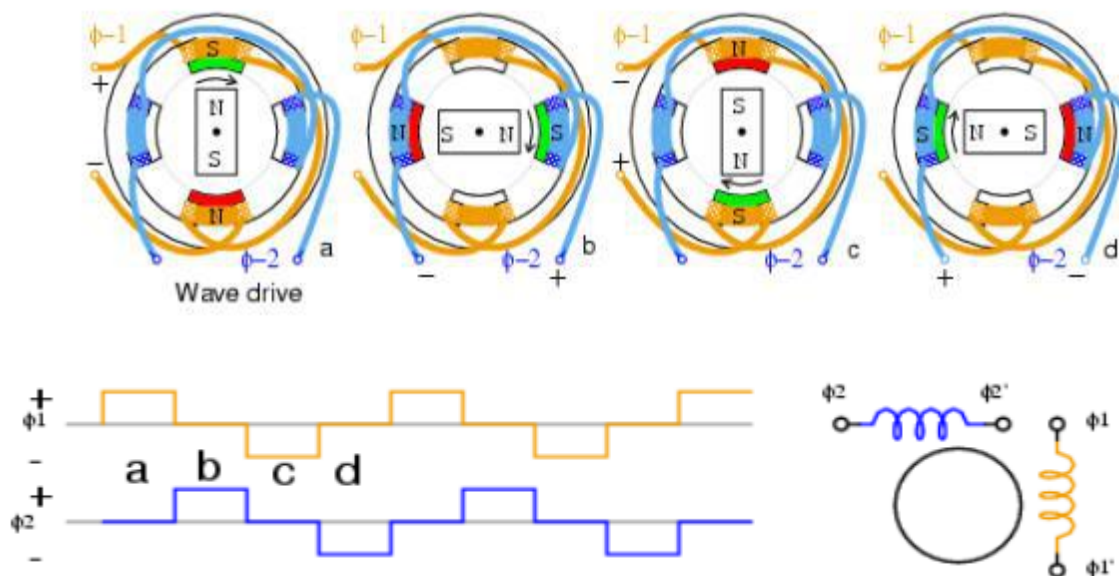 ϕ-1 ϕ-1 ϕ-1 ϕ-1
S N
+ - -
N S
N S N S S N N S
S N
- +
N S
ϕ-2 a ϕ-2 b ϕ-2 c ϕ-2 d
- + + -
Wave drive
+
ϕ1
-
a b c d
+
ϕ2
-
ϕ2 ϕ2'
ϕ1
ϕ1'